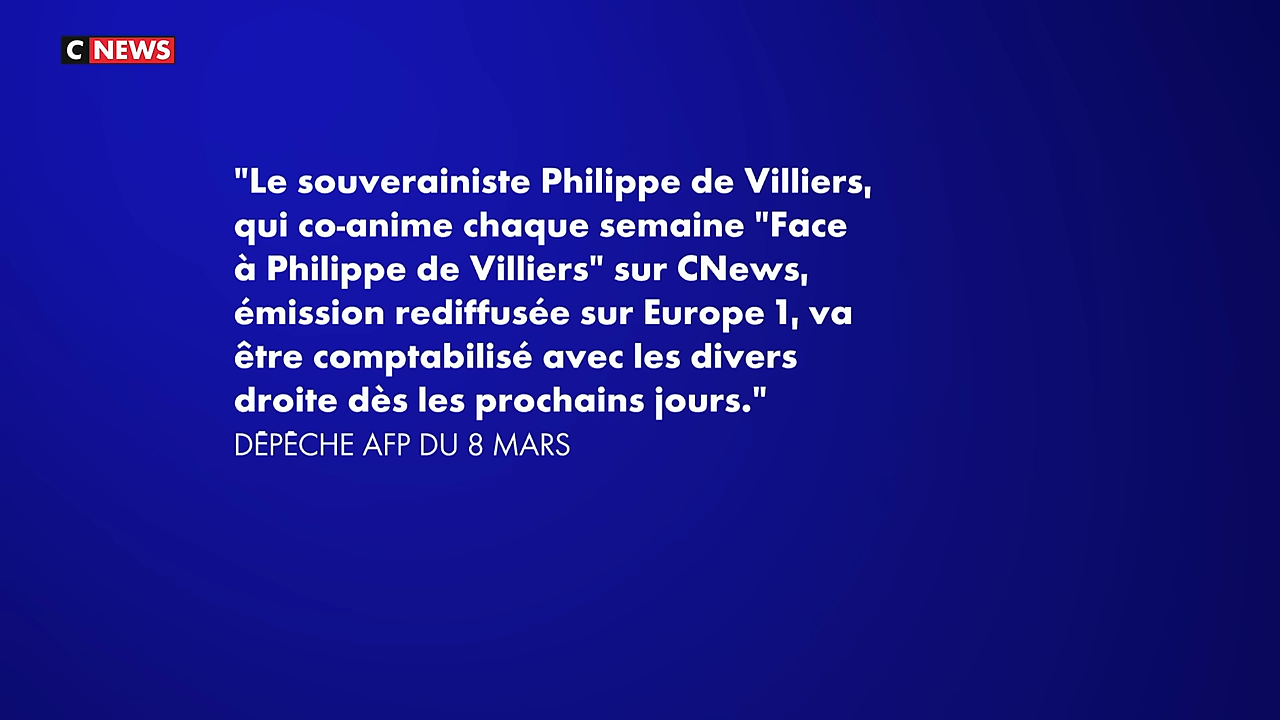 C NEWS
"Le souverainiste Philippe de Villiers,
qui co-anime chaque semaine "Face
à Philippe de Villiers" sur CNews,
émission rediffusée sur Europe 1, va
être comptabilisé avec les divers
droite dès les prochains jours."
DÉPÊCHE AFP DU 8 MARS